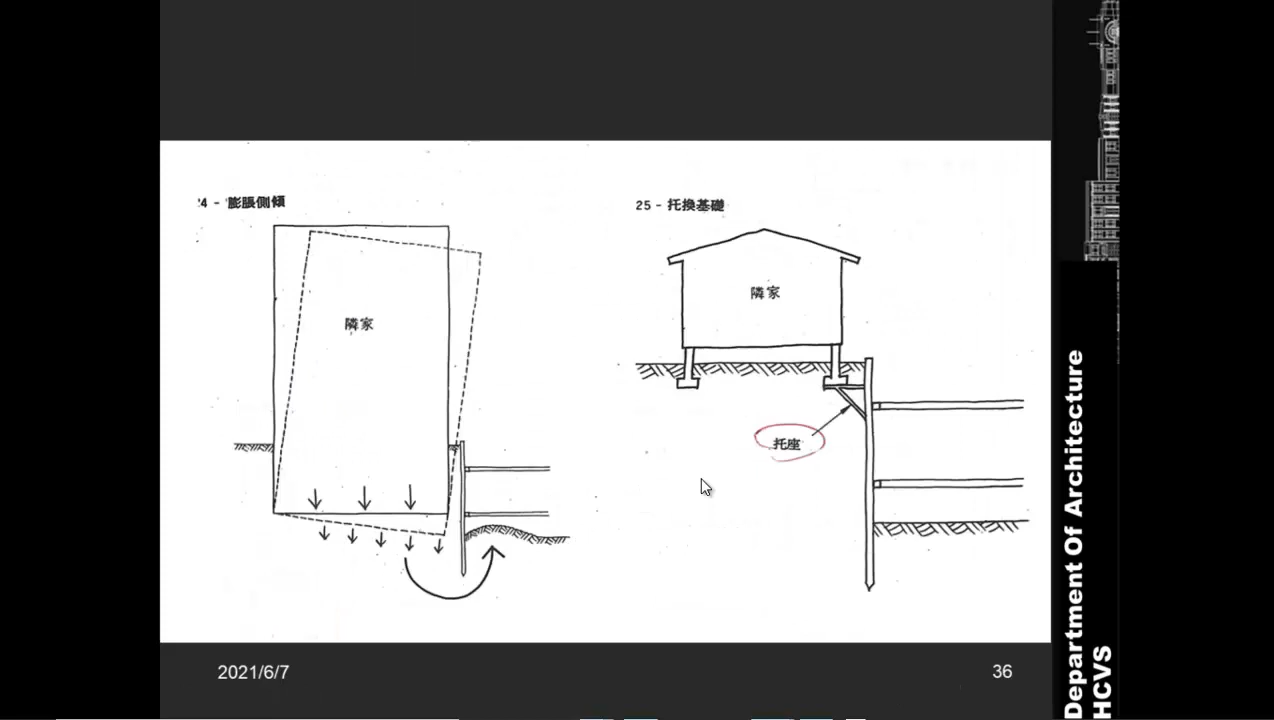 4 - 膨脹側傾
隣家
25 - 托換基礎
隣家
托座
2021/6/7
36
Department Of Architecture
HCVS